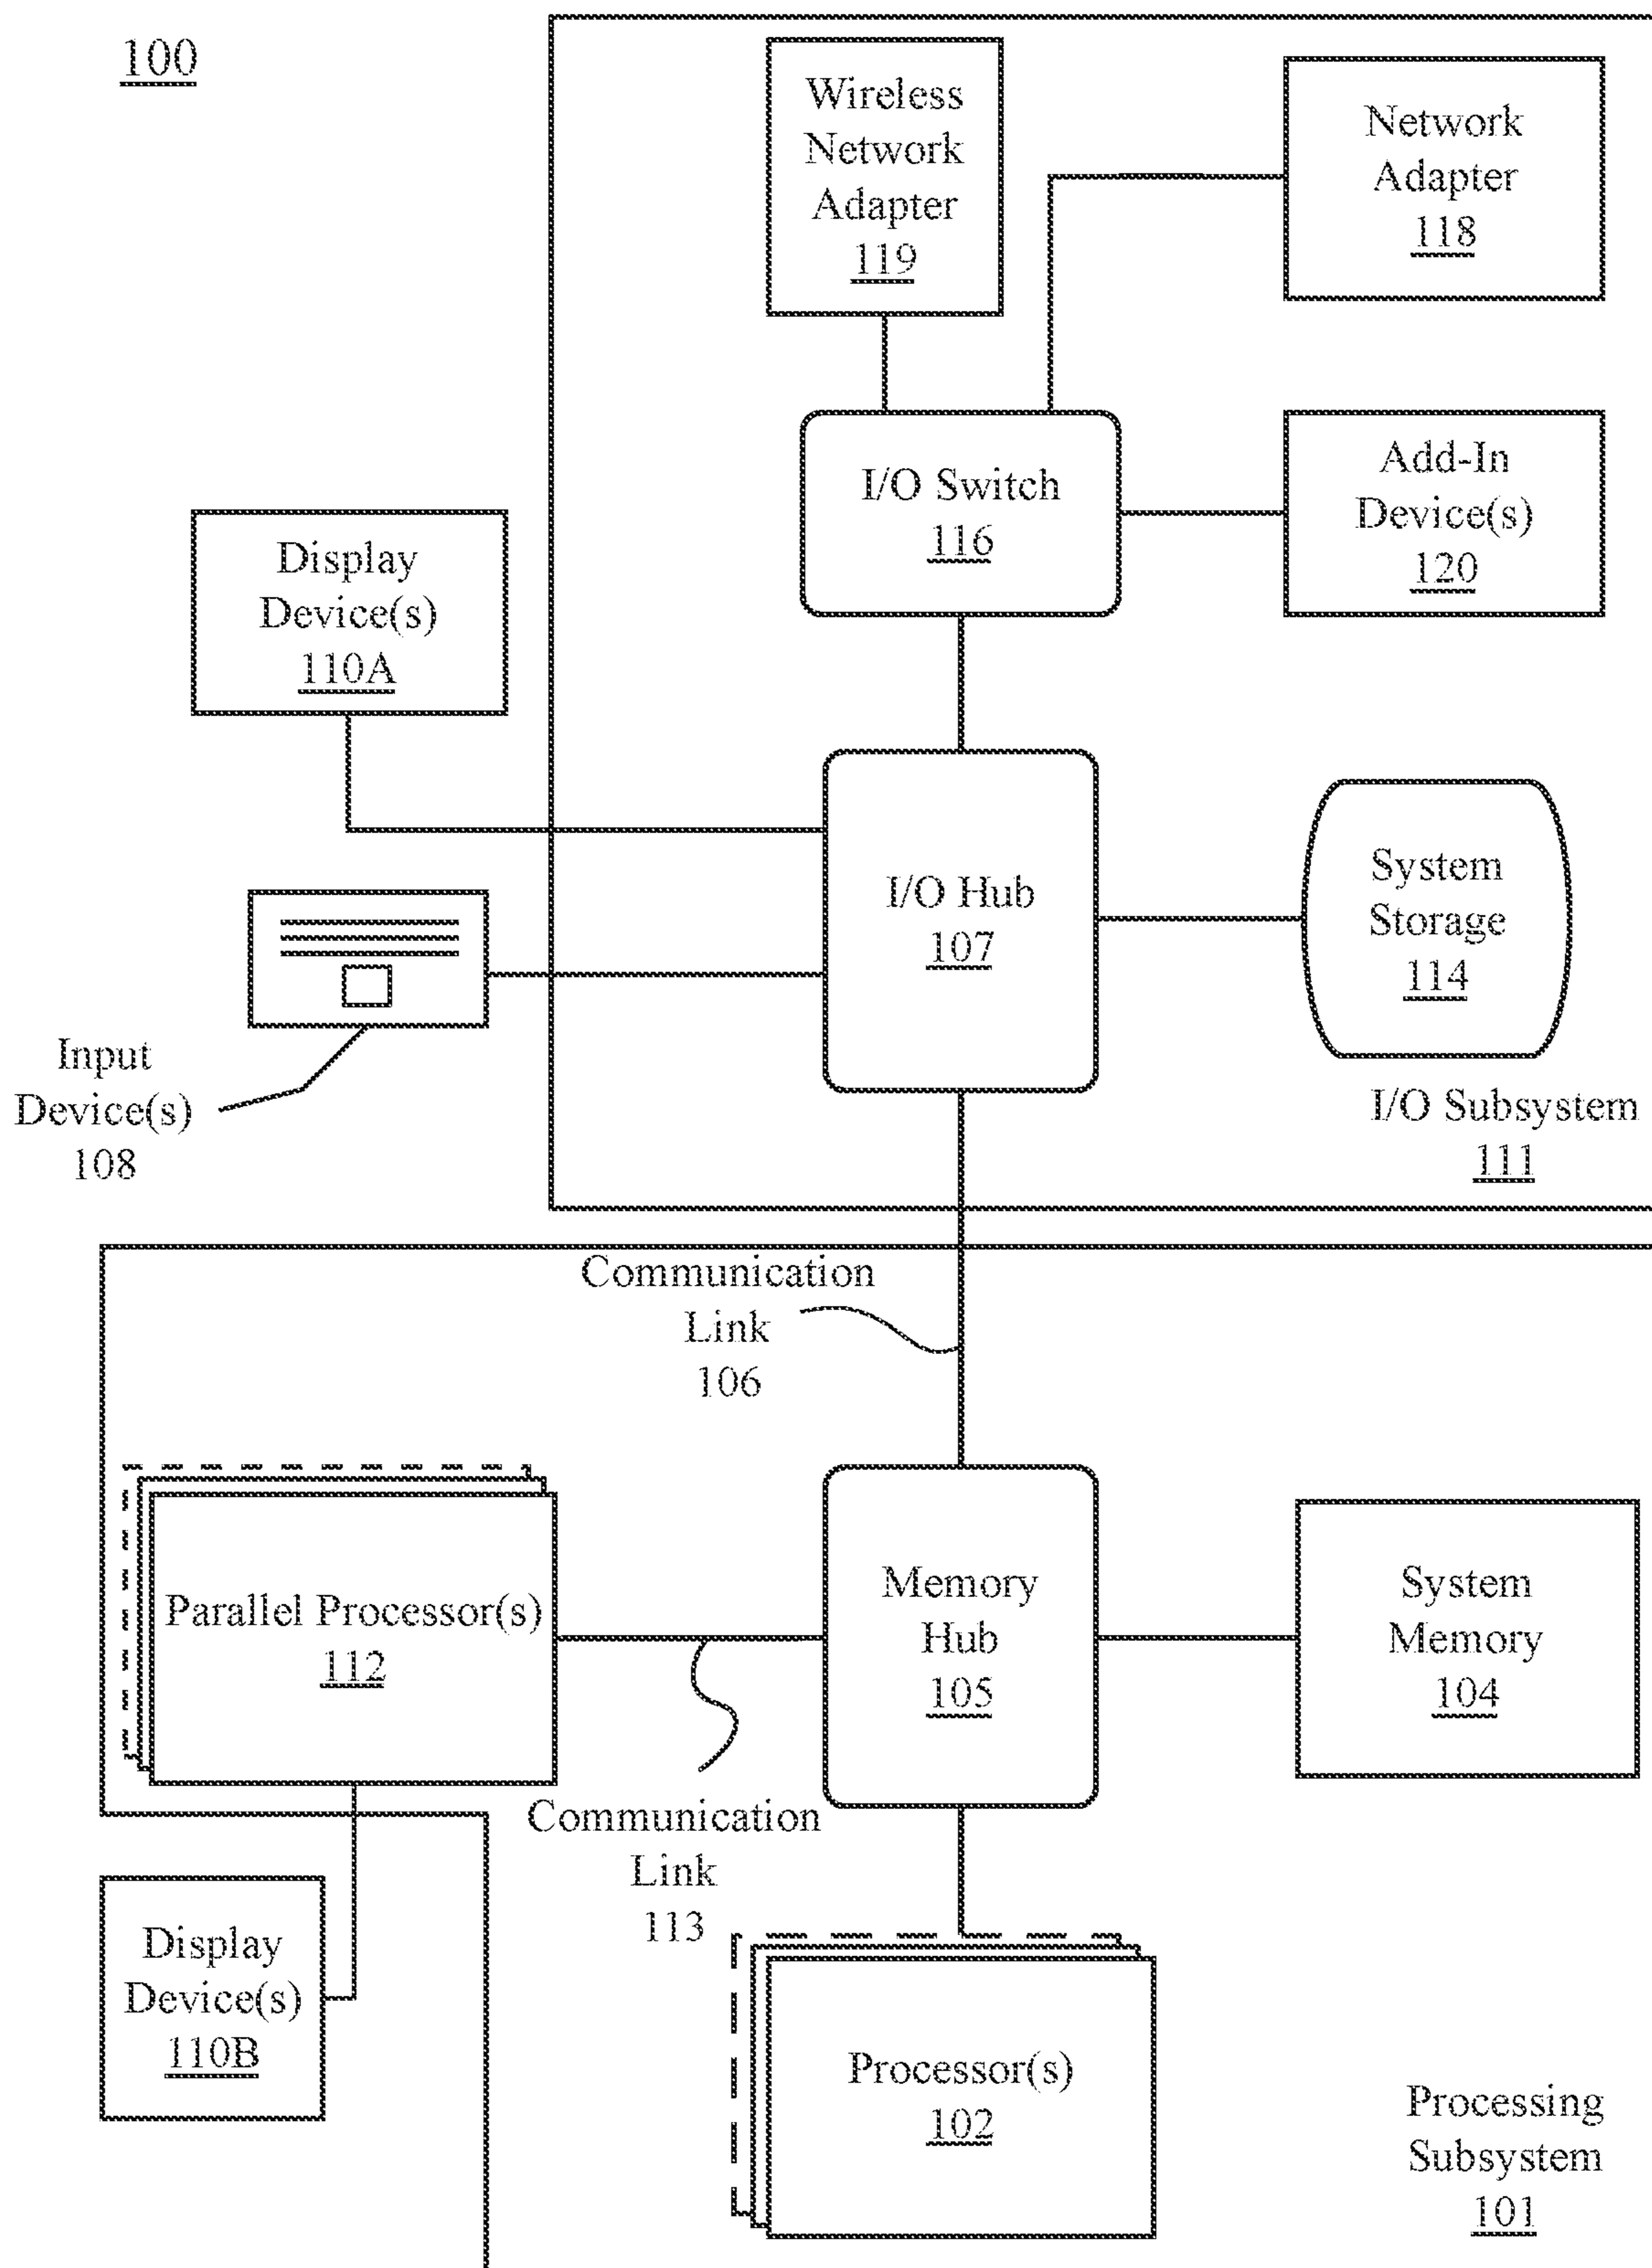 100
Wireless
Network
Adapter
119
Network
Adapter
118
I/O Switch
116
Add-In
Device(s)
120
Display
Device(s)
110A
I/O Hub
107
System
Storage
114
Input
Device(s)
108
I/O Subsystem
111
Communication
Link
106
Parallel Processor(s)
112
Memory
Hub
105
System
Memory
104
Communication
Link
113
Display
Device(s)
110B
Processor(s)
102
Processing
Subsystem
101